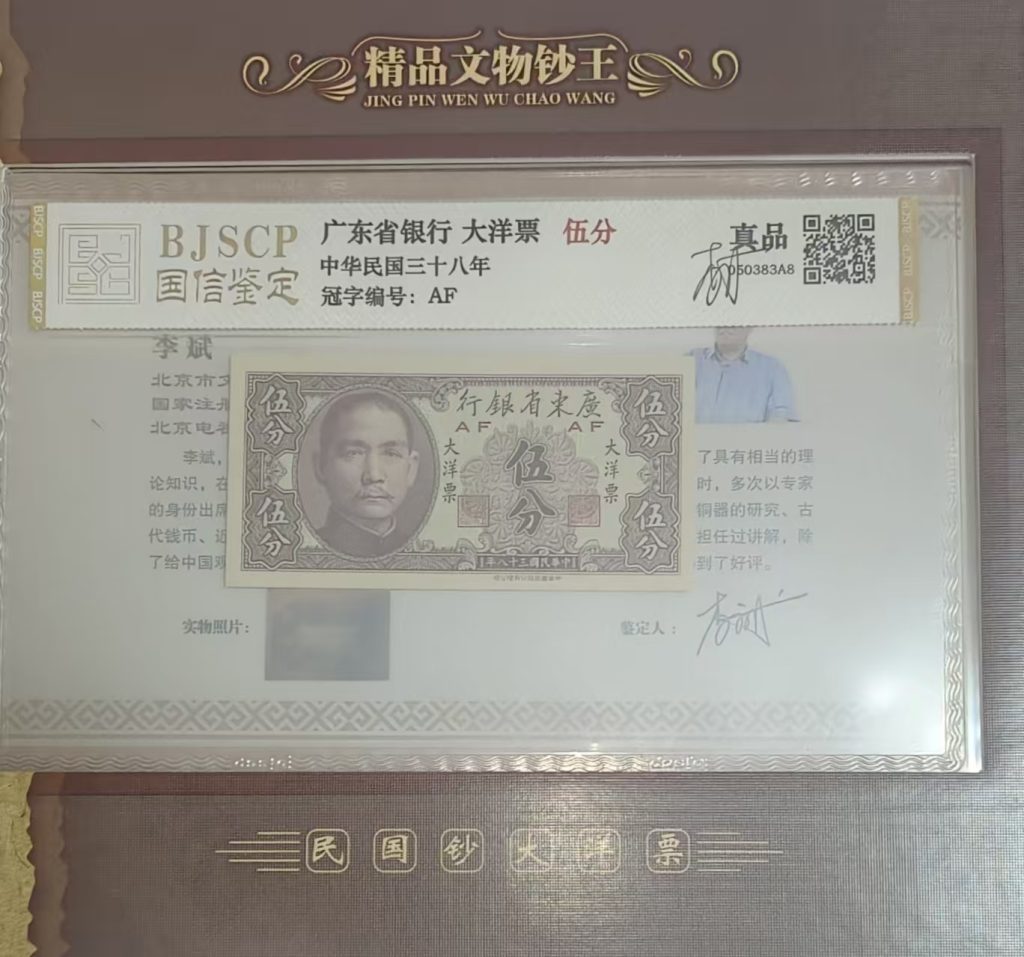 精品文物钞王
JING PIN WEN WU CHAO WANG
BJSCP BJSCP BJSCP
BJSCP
国信鉴定
广东省银行 大洋票 伍分
中华民国三十八年
冠字编号：AF
真品
050383A8
李斌
北京市文
国家注册
北京电视
李斌，
论知识，在
的身份出席
代钱币、近
了给中国观
了具有相当的理
时，多次以专家
铜器的研究、古
担任过讲解，除
到了好评。
行銀省東廣
AF AF
伍分
伍分
伍分
大洋票
伍分
大洋票
伍分
伍分
年八十三國民華中
实物照片：
鉴定人：
李斌
民国钞大洋票